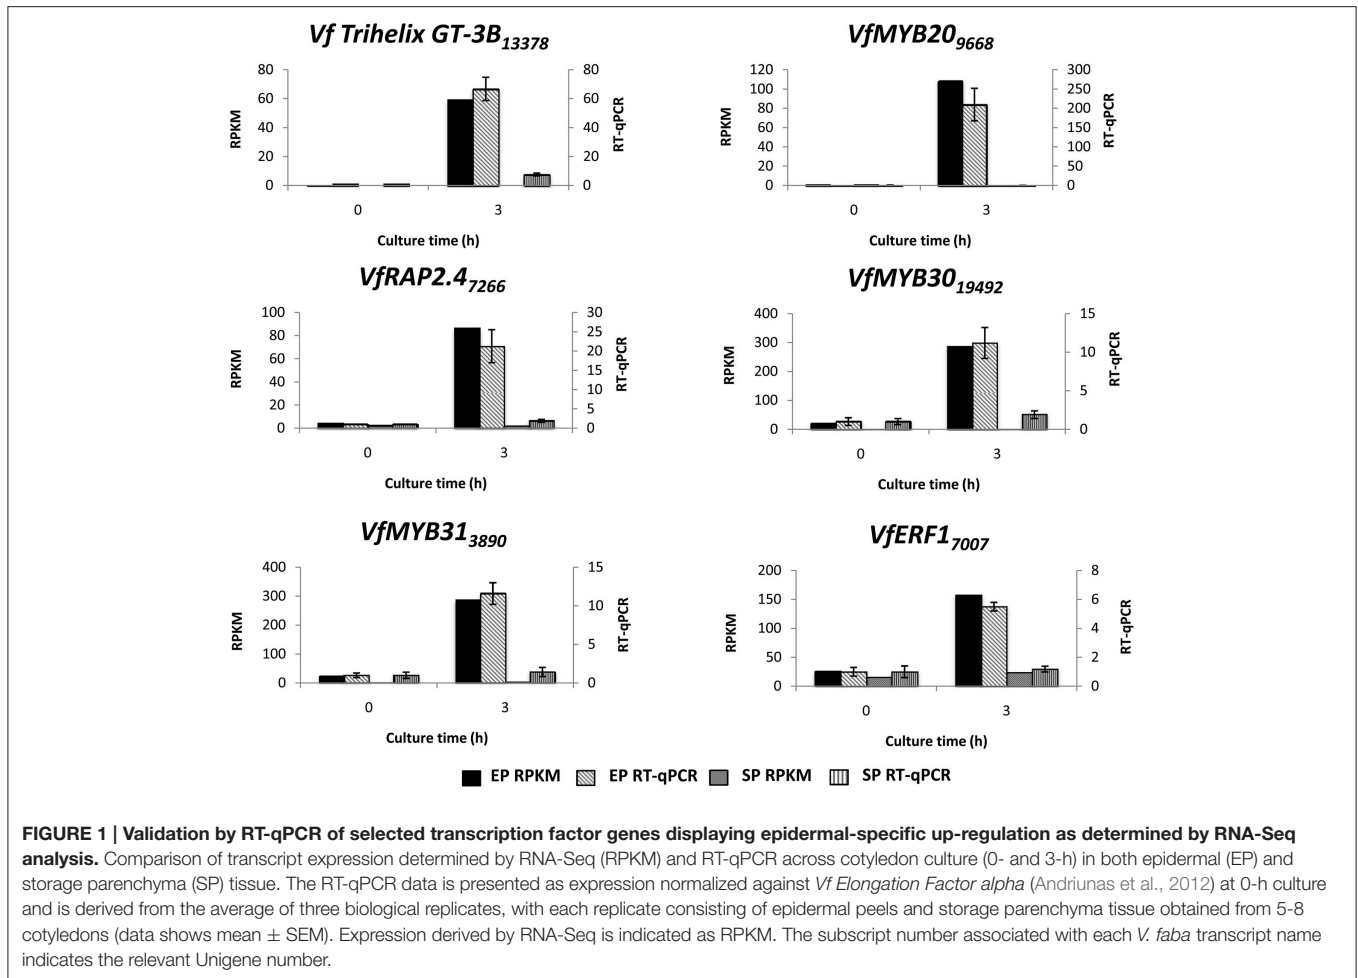 Vf Trihelix GT-3B13378
80
60
40
20
0
RPKM
80
60
40
20
0
RT-qPCR
0
3
Culture time (h)
VfMYB209668
120
100
80
60
40
20
0
RPKM
300
250
200
150
100
50
0
RT-qPCR
0
3
Culture time (h)
VfRAP2.47266
100
80
60
40
20
0
RPKM
30
25
20
15
10
5
0
RT-qPCR
0
3
Culture time (h)
VfMYB3019492
400
300
200
100
0
RPKM
15
10
5
0
RT-qPCR
0
3
Culture time (h)
VfMYB313890
400
300
200
100
0
RPKM
15
10
5
0
RT-qPCR
0
3
Culture time (h)
VfERF17007
200
150
100
50
0
RPKM
8
6
4
2
0
RT-qPCR
0
3
Culture time (h)
EP RPKM EP RT-qPCR SP RPKM SP RT-qPCR
FIGURE 1 | Validation by RT-qPCR of selected transcription factor genes displaying epidermal-specific up-regulation as determined by RNA-Seq
analysis. Comparison of transcript expression determined by RNA-Seq (RPKM) and RT-qPCR across cotyledon culture (0- and 3-h) in both epidermal (EP) and
storage parenchyma (SP) tissue. The RT-qPCR data is presented as expression normalized against Vf Elongation Factor alpha (Andriunas et al., 2012) at 0-h culture
and is derived from the average of three biological replicates, with each replicate consisting of epidermal peels and storage parenchyma tissue obtained from 5-8
cotyledons (data shows mean ± SEM). Expression derived by RNA-Seq is indicated as RPKM. The subscript number associated with each V. faba transcript name
indicates the relevant Unigene number.